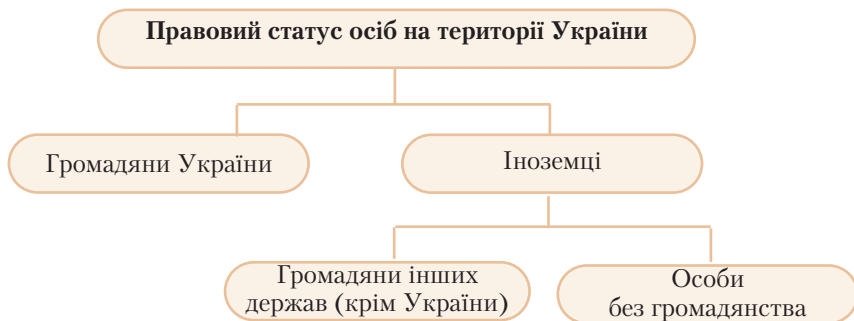 Правовий статус осіб на території України
Громадяни України
Іноземці
Громадяни інших
держав (крім України)
Особи
без громадянства